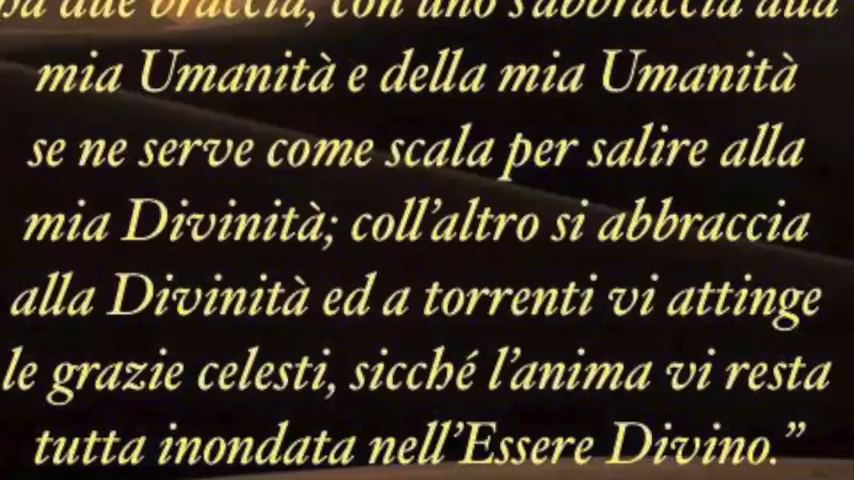 ha due braccia, con uno s'abbraccia alla
mia Umanità e della mia Umanità
se ne serve come scala per salire alla
mia Divinità; coll’altro si abbraccia
alla Divinità ed a torrenti vi attinge
le grazie celesti, sicché l’anima vi resta
tutta inondata nell’Essere Divino.”